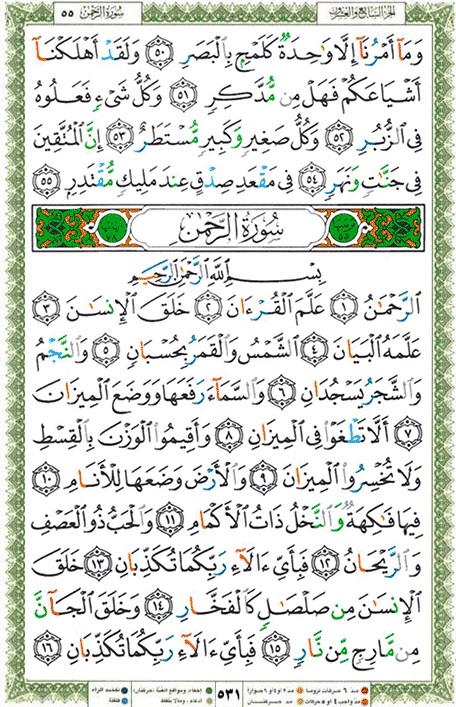 سُورَةُ الرَّحْمٰن ٥٥
الجزء السابع والعشرون
وَمَآ أَمْرُنَآ إِلَّا وَٰحِدَةٌ كَلَمْحٍۭ بِٱلْبَصَرِ ٥٠ وَلَقَدْ أَهْلَكْنَآ
أَشْيَاعَكُمْ فَهَلْ مِن مُّدَّكِرٍ ٥١ وَكُلُّ شَىْءٍ فَعَلُوهُ
فِى ٱلزُّبُرِ ٥٢ وَكُلُّ صَغِيرٍ وَكَبِيرٍ مُّسْتَطَرٌ ٥٣ إِنَّ ٱلْمُتَّقِينَ
فِى جَنَّٰتٍ وَنَهَرٍ ٥٤ فِى مَقْعَدِ صِدْقٍ عِندَ مَلِيكٍ مُّقْتَدِرٍۭ ٥٥
سُورَةُ الرَّحْمٰن
بِسْمِ ٱللَّهِ ٱلرَّحْمَٰنِ ٱلرَّحِيمِ
ٱلرَّحْمَٰنُ ١ عَلَّمَ ٱلْقُرْءَانَ ٢ خَلَقَ ٱلْإِنسَٰنَ ٣
عَلَّمَهُ ٱلْبَيَانَ ٤ ٱلشَّمْسُ وَٱلْقَمَرُ بِحُسْبَانٍ ٥ وَٱلنَّجْمُ
وَٱلشَّجَرُ يَسْجُدَانِ ٦ وَٱلسَّمَآءَ رَفَعَهَا وَوَضَعَ ٱلْمِيزَانَ
٧ أَلَّا تَطْغَوْا۟ فِى ٱلْمِيزَانِ ٨ وَأَقِيمُوا۟ ٱلْوَزْنَ بِٱلْقِسْطِ
وَلَا تُخْسِرُوا۟ ٱلْمِيزَانَ ٩ وَٱلْأَرْضَ وَضَعَهَا لِلْأَنَامِ ١٠
فِيهَا فَٰكِهَةٌ وَٱلنَّخْلُ ذَاتُ ٱلْأَكْمَامِ ١١ وَٱلْحَبُّ ذُو ٱلْعَصْفِ
وَٱلرَّيْحَانُ ١٢ فَبِأَىِّ ءَالَآءِ رَبِّكُمَا تُكَذِّبَانِ ١٣ خَلَقَ
ٱلْإِنسَٰنَ مِن صَلْصَٰلٍ كَٱلْفَخَّارِ ١٤ وَخَلَقَ ٱلْجَآنَّ
مِن مَّارِجٍ مِّن نَّارٍ ١٥ فَبِأَىِّ ءَالَآءِ رَبِّكُمَا تُكَذِّبَانِ ١٦
٥٣١